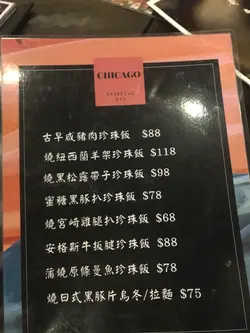 CHICAGO
古早咸豬肉珍珠飯 $88
燒紐西蘭羊架珍珠飯 $118
燒黑松露帶子珍珠飯 $98
蜜糖黑豚扒珍珠飯 $78
燒宮崎雞腿扒珍珠飯 $68
安格斯牛扳腱珍珠飯 $88
蒲燒原條蔓魚珍珠飯 $78
燒日式黑豚片烏冬/拉麵 $75